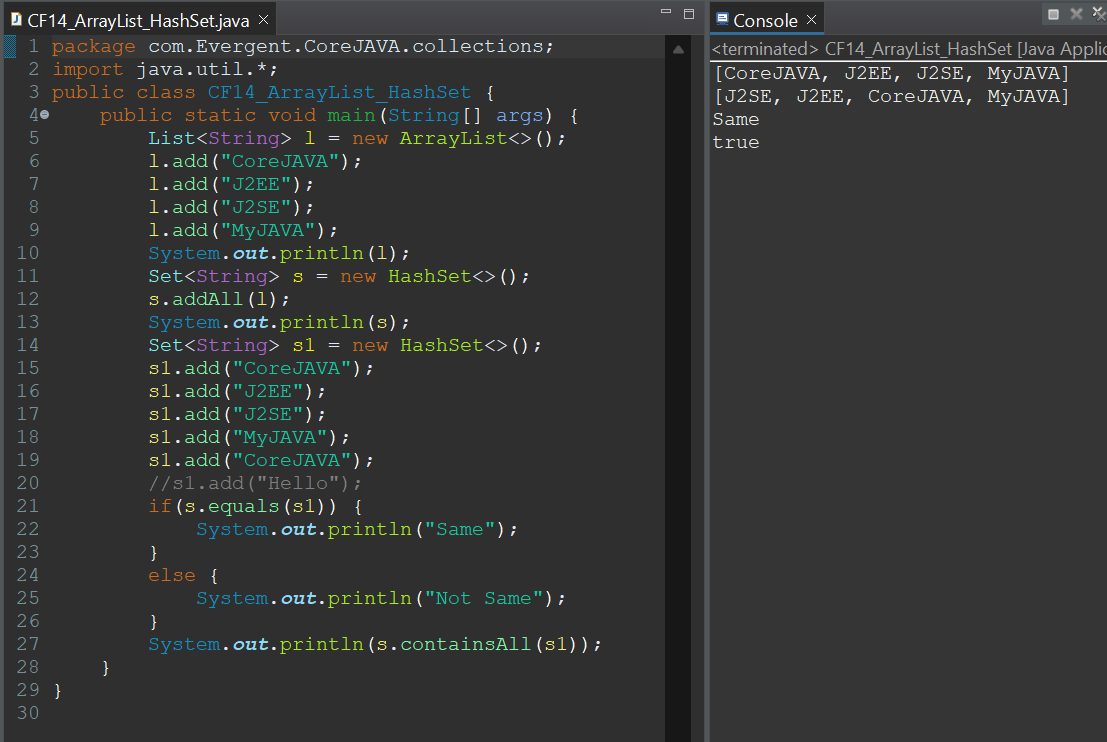 CF14_ArrayList_HashSet.java
1 package com.Evergent.CoreJAVA.collections;
2 import java.util.*;
3 public class CF14_ArrayList_HashSet {
4     public static void main(String[] args) {
5         List<String> l = new ArrayList<>();
6         l.add("CoreJAVA");
7         l.add("J2EE");
8         l.add("J2SE");
9         l.add("MyJAVA");
10         System.out.println(l);
11         Set<String> s = new HashSet<>();
12         s.addAll(l);
13         System.out.println(s);
14         Set<String> s1 = new HashSet<>();
15         s1.add("CoreJAVA");
16         s1.add("J2EE");
17         s1.add("J2SE");
18         s1.add("MyJAVA");
19         s1.add("CoreJAVA");
20         //s1.add("Hello");
21         if(s.equals(s1)) {
22             System.out.println("Same");
23         }
24         else {
25             System.out.println("Not Same");
26         }
27         System.out.println(s.containsAll(s1));
28     }
29 }
30
Console
<terminated> CF14_ArrayList_HashSet [Java Applic
[CoreJAVA, J2EE, J2SE, MyJAVA]
[J2SE, J2EE, CoreJAVA, MyJAVA]
Same
true